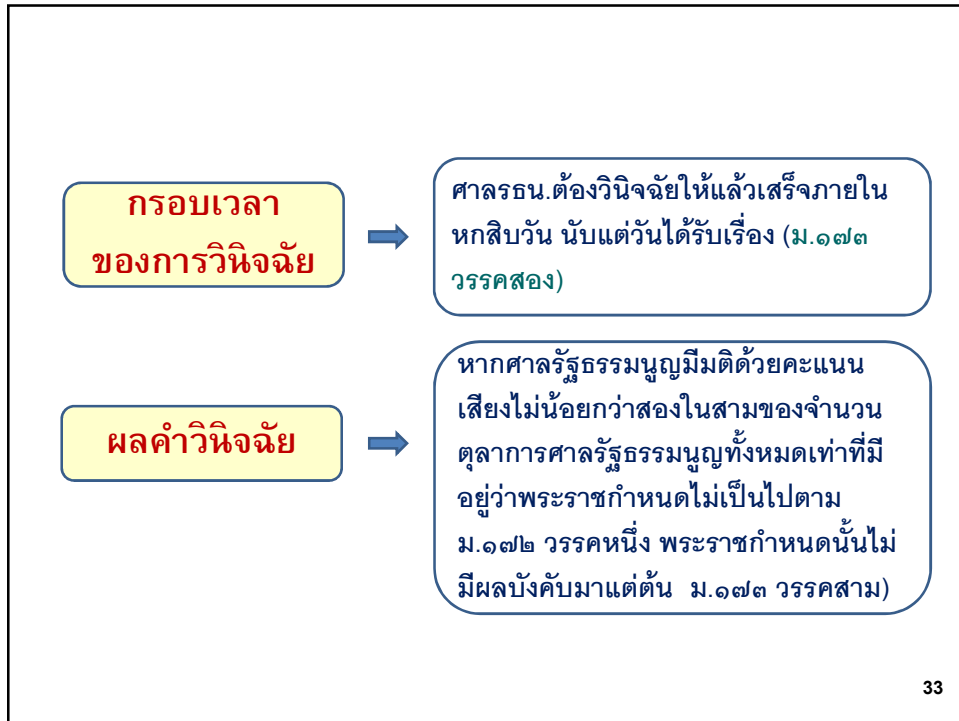 กรอบเวลา
ของการวินิจฉัย
ศาลรธน.ต้องวินิจฉัยให้แล้วเสร็จภายใน
หกสิบวัน นับแต่วันได้รับเรื่อง (ม.๑๗๓
วรรคสอง)
ผลคำวินิจฉัย
หากศาลรัฐธรรมนูญมีมติด้วยคะแนน
เสียงไม่น้อยกว่าสองในสามของจำนวน
ตุลาการศาลรัฐธรรมนูญทั้งหมดเท่าที่มี
อยู่ว่าพระราชกำหนดไม่เป็นไปตาม
ม.๑๗๒ วรรคหนึ่ง พระราชกำหนดนั้นไม่
มีผลบังคับมาแต่ต้น ม.๑๗๓ วรรคสาม)
33